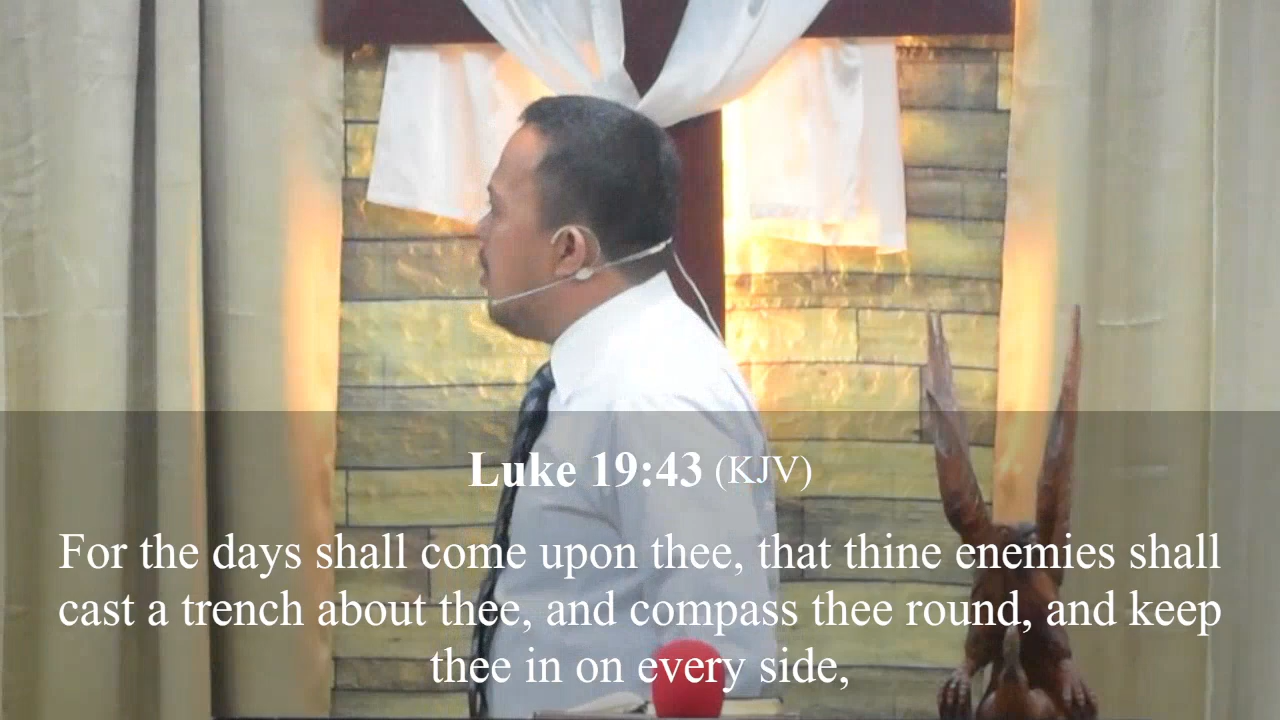 Luke 19:43 (KJV)
For the days shall come upon thee, that thine enemies shall
cast a trench about thee, and compass thee round, and keep
thee in on every side,